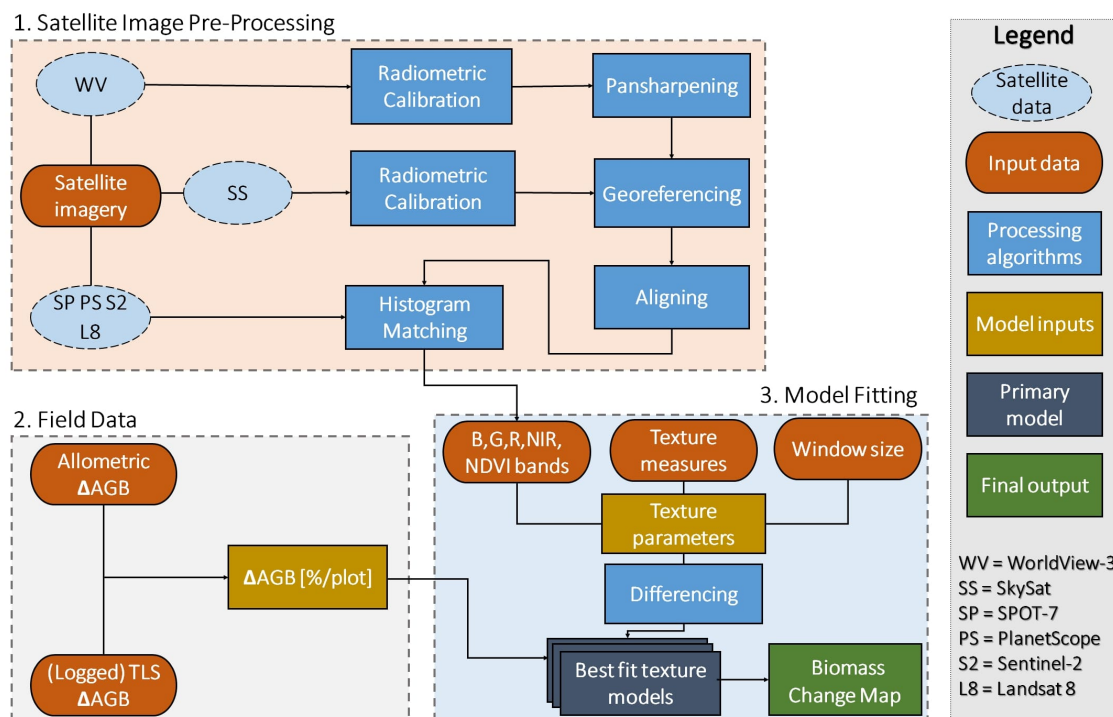 1. Satellite Image Pre-Processing
WV
Radiometric
Calibration
Pansharpening
Satellite
imagery
SS
Radiometric
Calibration
Georeferencing
SP PS S2
L8
Histogram
Matching
Aligning
2. Field Data
Allometric
ΔAGB
ΔAGB [%/plot]
(Logged) TLS
ΔAGB
3. Model Fitting
B,G,R,NIR,
NDVI bands
Texture
measures
Window size
Texture
parameters
Differencing
Best fit texture
models
Biomass
Change Map
Legend
Satellite
data
Input data
Processing
algorithms
Model inputs
Primary
model
Final output
WV = WorldView-3
SS = SkySat
SP = SPOT-7
PS = PlanetScope
S2 = Sentinel-2
L8 = Landsat 8